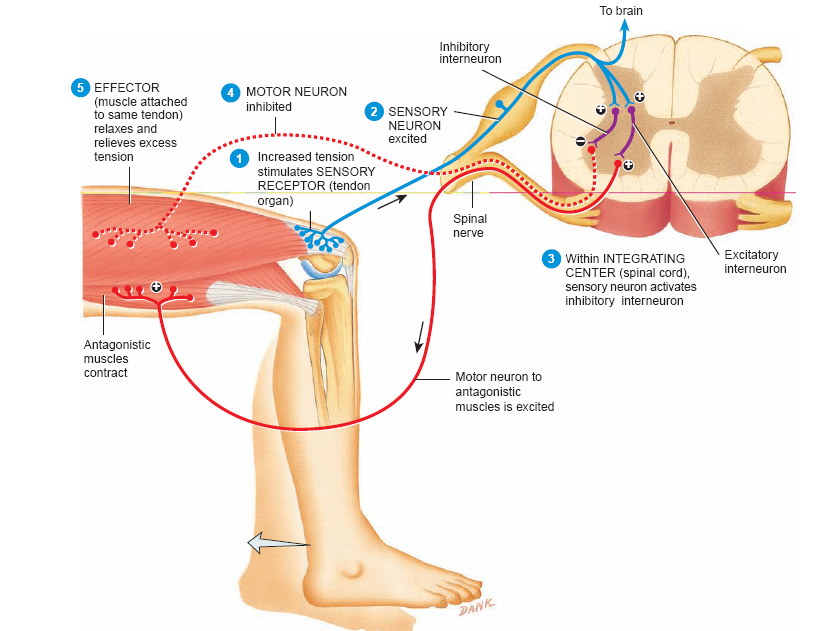 To brain
Inhibitory
interneuron
5 EFFECTOR
(muscle attached
to same tendon)
relaxes and
relieves excess
tension
4 MOTOR NEURON
inhibited
2 SENSORY
NEURON
excited
1 Increased tension
stimulates SENSORY
RECEPTOR (tendon
organ)
+
+
−
+
Spinal
nerve
3 Within INTEGRATING
CENTER (spinal cord),
sensory neuron activates
inhibitory interneuron
Excitatory
interneuron
+
Antagonistic
muscles
contract
Motor neuron to
antagonistic
muscles is excited
DANK